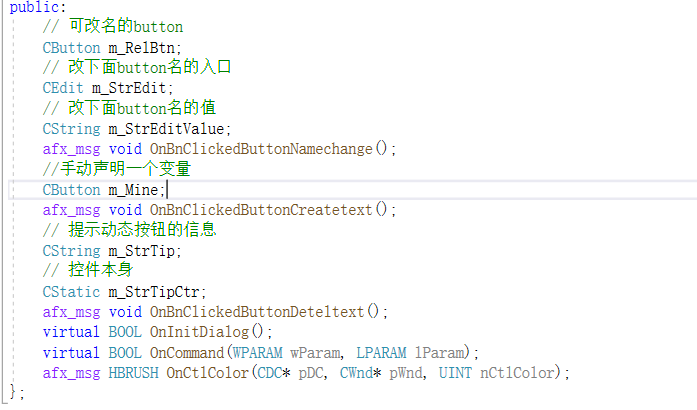 public:
// 可改名的button
CButton m_RelBtn;
// 改下面button名的入口
CEdit m_StrEdit;
// 改下面button名的值
CString m_StrEditValue;
afx_msg void OnBnClickedButtonNamechange();
//手动声明一个变量
CButton m_Mine;
afx_msg void OnBnClickedButtonCreatetext();
// 提示动态按钮的信息
CString m_StrTip;
// 控件本身
CStatic m_StrTipCtr;
afx_msg void OnBnClickedButtonDeteltext();
virtual BOOL OnInitDialog();
virtual BOOL OnCommand(WPARAM wParam, LPARAM lParam);
afx_msg HBRUSH OnCtlColor(CDC* pDC, CWnd* pWnd, UINT nCtlColor);
};